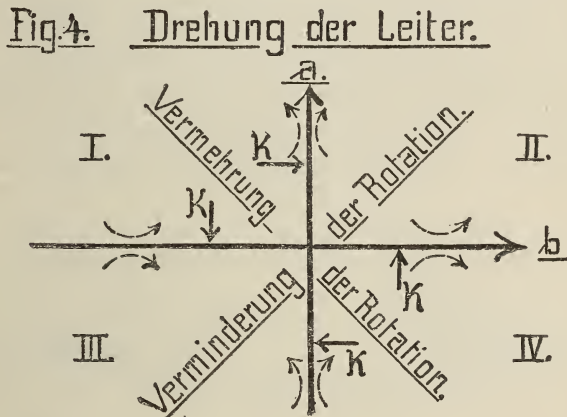 Fig. 4. Drehung der Leiter.
a.
Vermehrung
der Rotation.
I.
II.
K
K
b
K
Verminderung
der Rotation.
III.
IV.
K